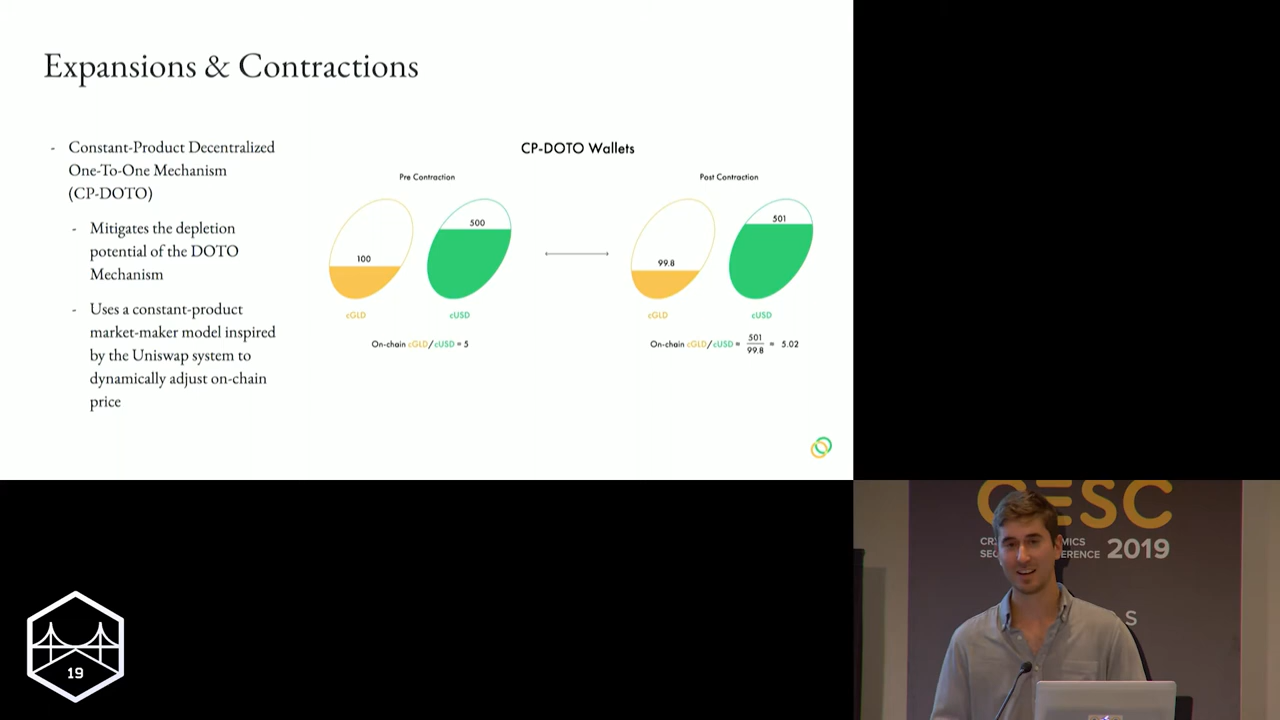 Expansions & Contractions
- Constant-Product Decentralized
One-To-One Mechanism
(CP-DOTO)
- Mitigates the depletion
potential of the DOTO
Mechanism
- Uses a constant-product
market-maker model inspired
by the Uniswap system to
dynamically adjust on-chain
price
CP-DOTO Wallets
Pre Contraction
Post Contraction
100
500
99.8
501
cGLD
cUSD
cGLD
cUSD
On-chain cGLD/cUSD = 5
On-chain cGLD/cUSD = 501/99.8 = 5.02
CESC
2019
19